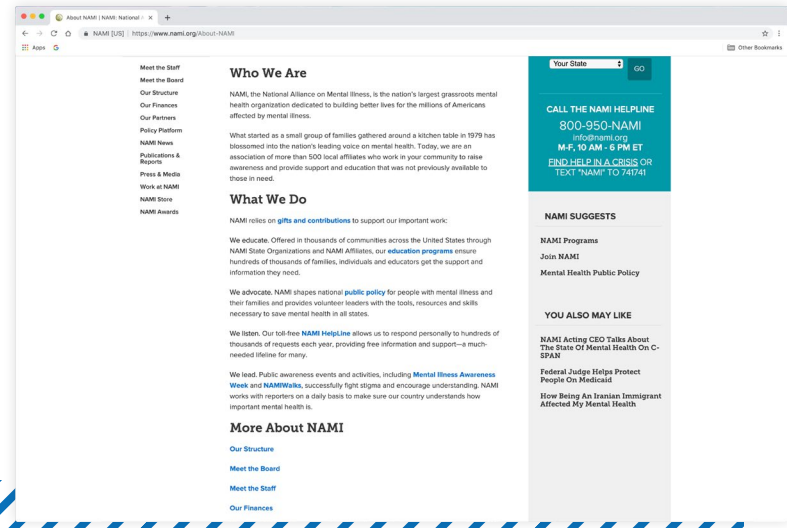 About NAMI | NAMI: National A
NAMI [US] | https://www.nami.org/About-NAMI
Apps
Other Bookmarks
Meet the Staff
Meet the Board
Our Structure
Our Finances
Our Partners
Policy Platform
NAMI News
Publications &
Reports
Press & Media
Work at NAMI
NAMI Store
NAMI Awards
Who We Are
NAMI, the National Alliance on Mental Illness, is the nation's largest grassroots mental
health organization dedicated to building better lives for the millions of Americans
affected by mental illness.
What started as a small group of families gathered around a kitchen table in 1979 has
blossomed into the nation's leading voice on mental health. Today, we are an
association of more than 500 local affiliates who work in your community to raise
awareness and provide support and education that was not previously available to
those in need.
What We Do
NAMI relies on gifts and contributions to support our important work:
We educate. Offered in thousands of communities across the United States through
NAMI State Organizations and NAMI Affiliates, our education programs ensure
hundreds of thousands of families, individuals and educators get the support and
information they need.
We advocate. NAMI shapes national public policy for people with mental illness and
their families and provides volunteer leaders with the tools, resources and skills
necessary to save mental health in all states.
We listen. Our toll-free NAMI HelpLine allows us to respond personally to hundreds of
thousands of requests each year, providing free information and support—a much-
needed lifeline for many.
We lead. Public awareness events and activities, including Mental Illness Awareness
Week and NAMIWalks, successfully fight stigma and encourage understanding. NAMI
works with reporters on a daily basis to make sure our country understands how
important mental health is.
More About NAMI
Our Structure
Meet the Board
Meet the Staff
Our Finances
Your State
GO
CALL THE NAMI HELPLINE
800-950-NAMI
info@nami.org
M-F, 10 AM - 6 PM ET
FIND HELP IN A CRISIS OR
TEXT "NAMI" TO 741741
NAMI SUGGESTS
NAMI Programs
Join NAMI
Mental Health Public Policy
YOU ALSO MAY LIKE
NAMI Acting CEO Talks About
The State Of Mental Health On C-
SPAN
Federal Judge Helps Protect
People On Medicaid
How Being An Iranian Immigrant
Affected My Mental Health